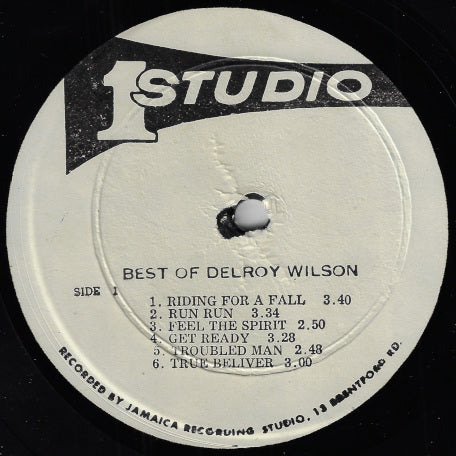 1 STUDIO
BEST OF DELROY WILSON
SIDE 1
1. RIDING FOR A FALL 3.40
2. RUN RUN 3.34
3. FEEL THE SPIRIT 2.50
4. GET READY 3.28
5. TROUBLED MAN 2.48
6. TRUE BELIVER 3.00
RECORDED BY JAMAICA RECORDING STUDIO, 13 BRENTFORD RD.